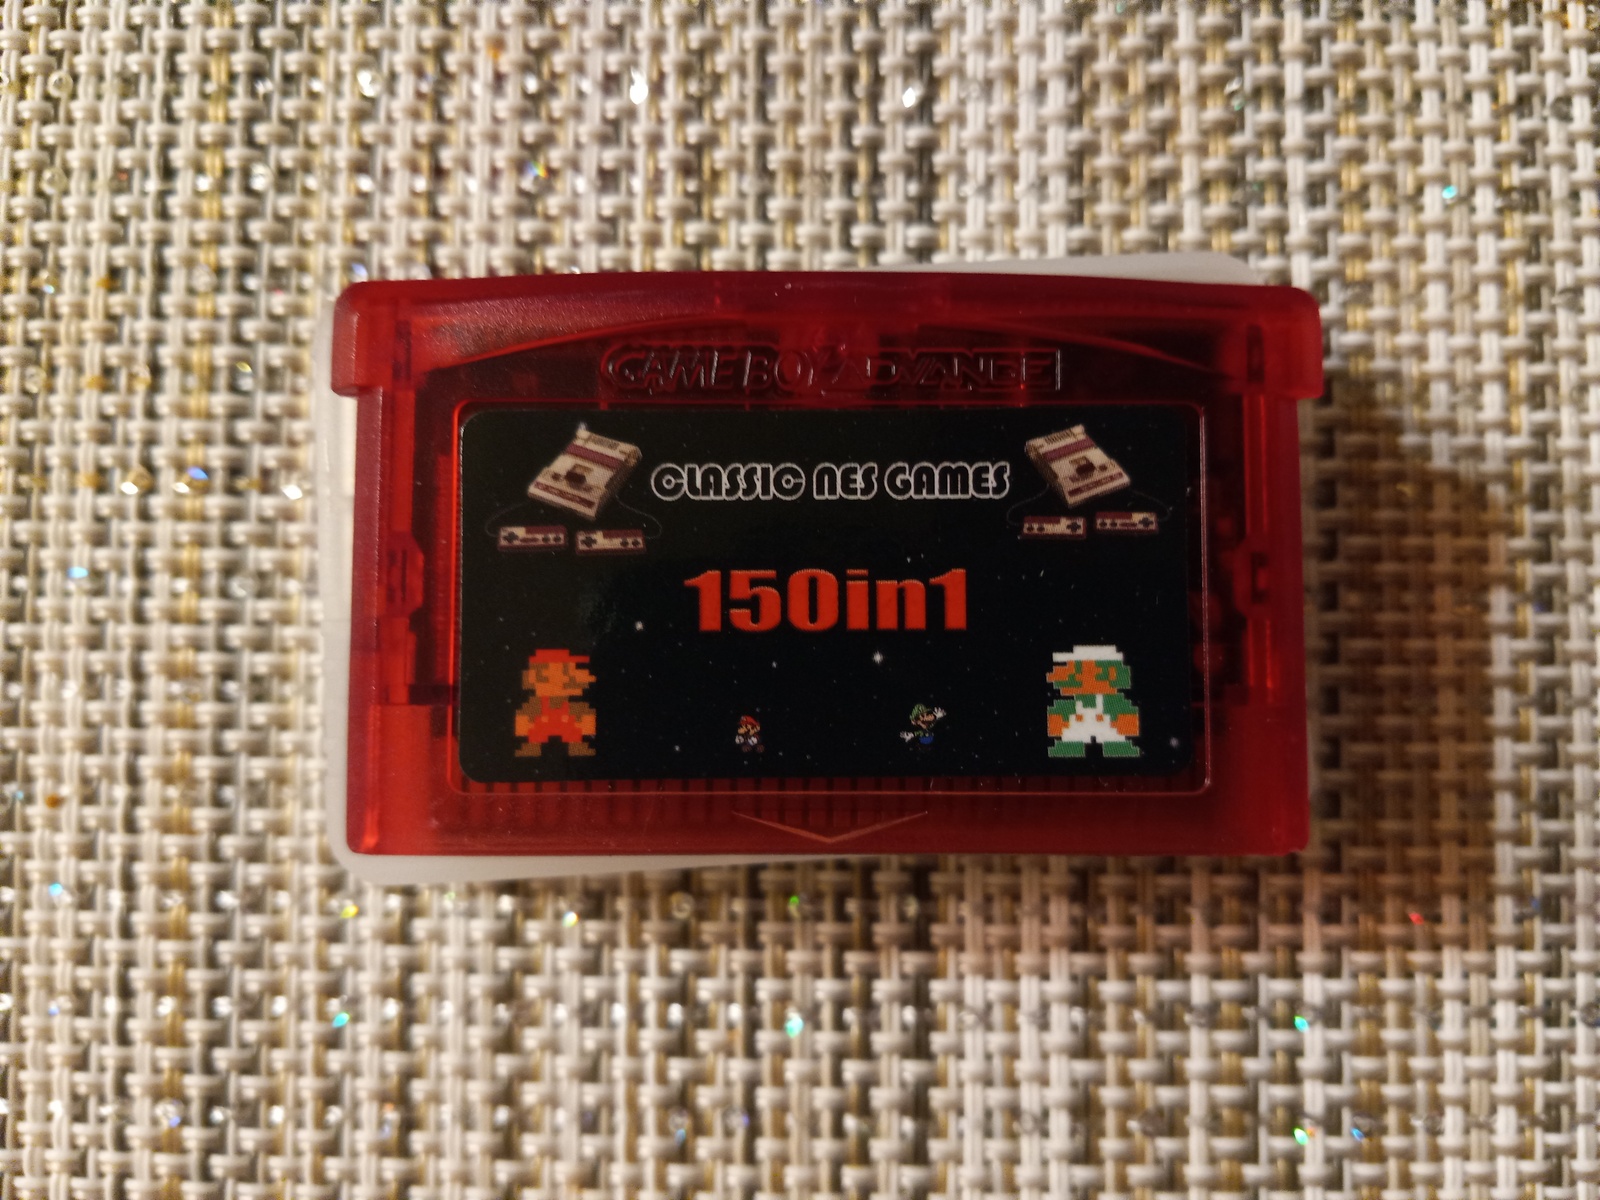 GAME BOY ADVANCE
CLASSIC NES GAMES
150in1